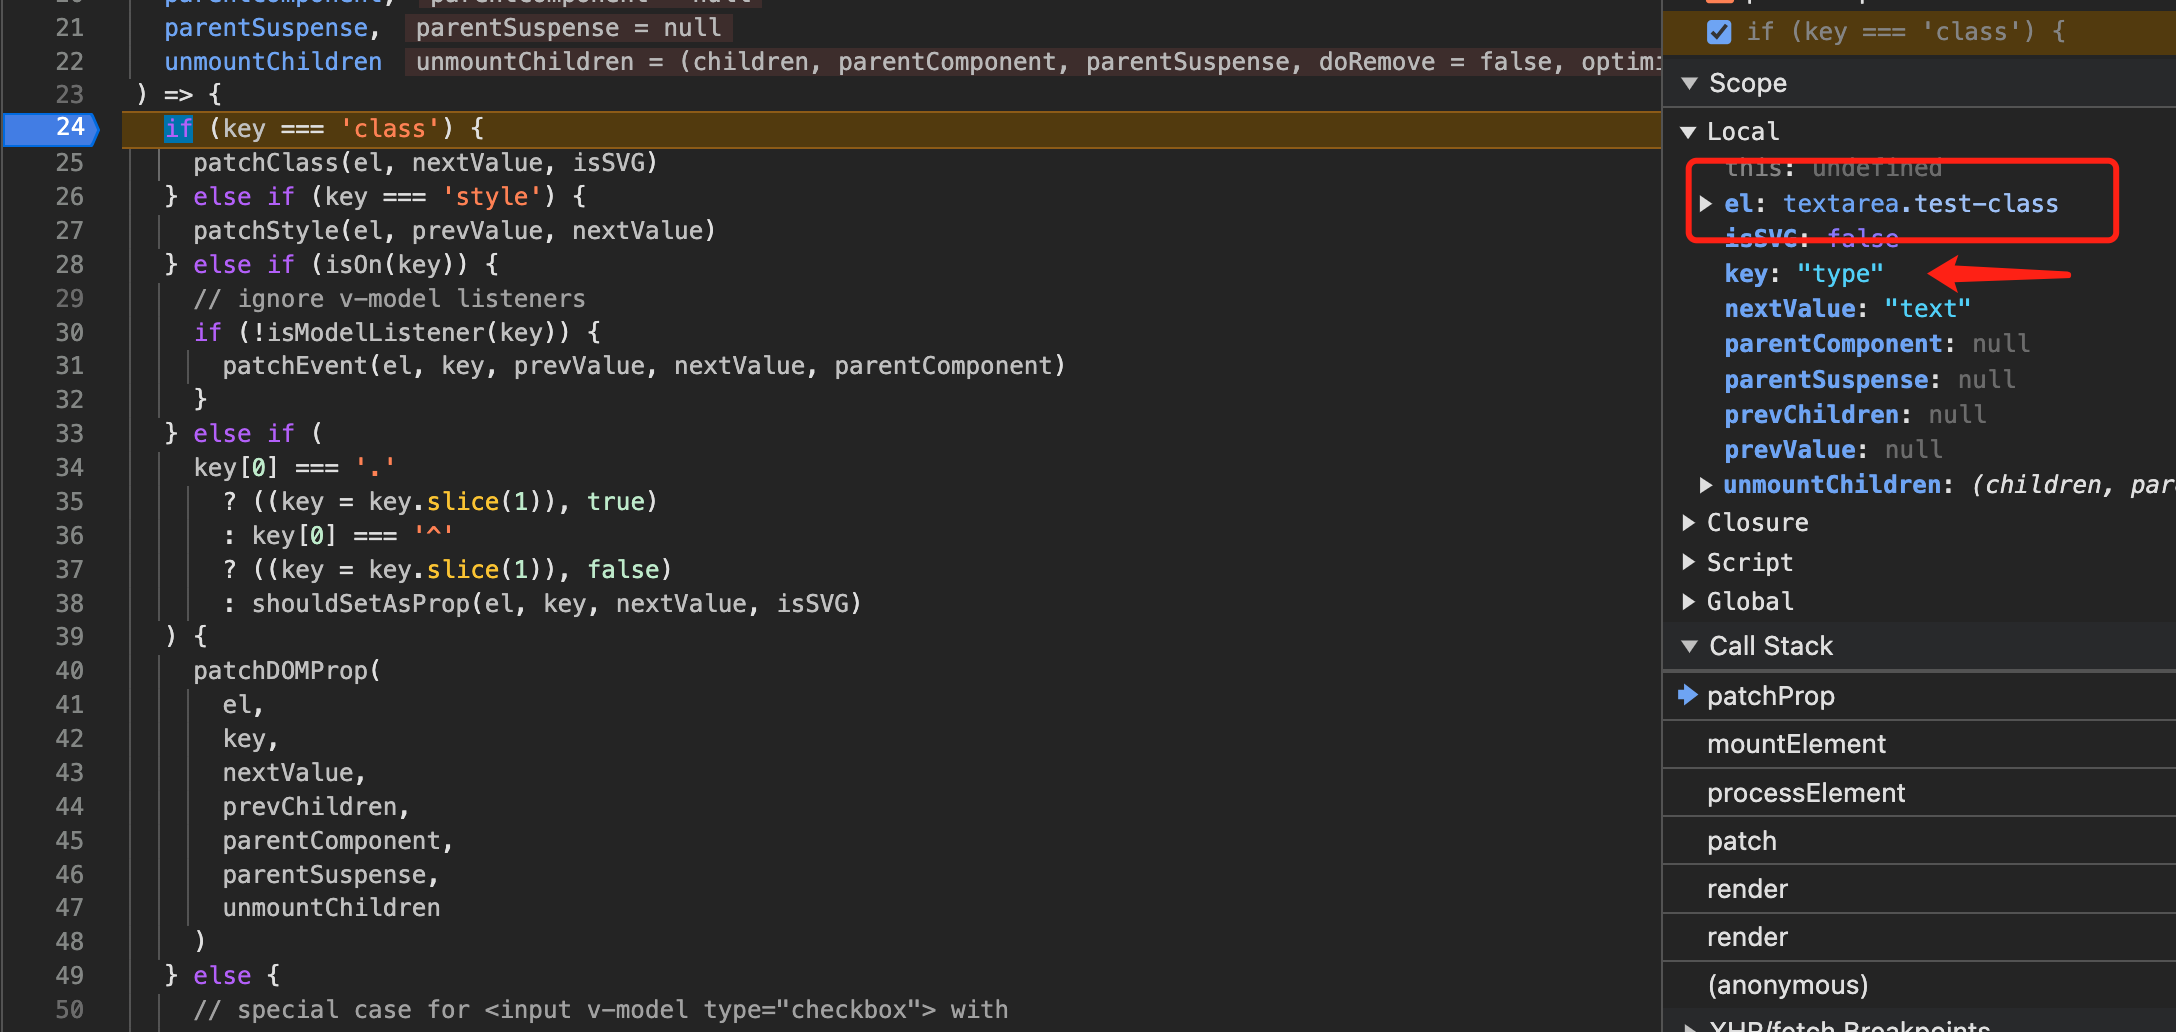 parentComponent, parentComponent = null
21 parentSuspense, parentSuspense = null
22 unmountChildren unmountChildren = (children, parentComponent, parentSuspense, doRemove = false, optimi
23 ) => {
24 if (key === 'class') {
25 patchClass(el, nextValue, isSVG)
26 } else if (key === 'style') {
27 patchStyle(el, prevValue, nextValue)
28 } else if (isOn(key)) {
29 // ignore v-model listeners
30 if (!isModelListener(key)) {
31 patchEvent(el, key, prevValue, nextValue, parentComponent)
32 }
33 } else if (
34 key[0] === '.'
35 ? ((key = key.slice(1)), true)
36 : key[0] === '^'
37 ? ((key = key.slice(1)), false)
38 : shouldSetAsProp(el, key, nextValue, isSVG)
39 ) {
40 patchDOMProp(
41 el,
42 key,
43 nextValue,
44 prevChildren,
45 parentComponent,
46 parentSuspense,
47 unmountChildren
48 )
49 } else {
50 // special case for <input v-model type="checkbox"> with
if (key === 'class') {
Scope
Local
this: undefined
el: textarea.test-class
isSVG: false
key: "type"
nextValue: "text"
parentComponent: null
parentSuspense: null
prevChildren: null
prevValue: null
unmountChildren: (children, par
Closure
Script
Global
Call Stack
patchProp
mountElement
processElement
patch
render
render
(anonymous)
XHR/fetch Breakpoints